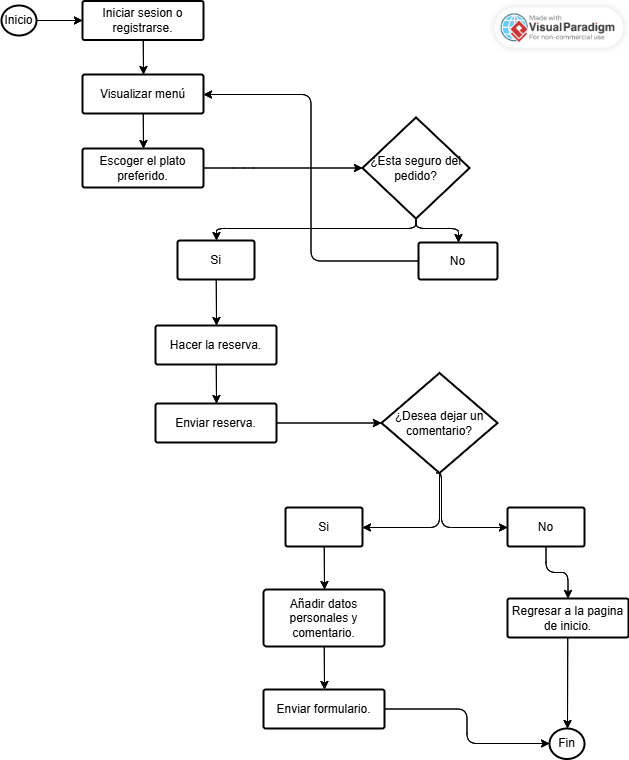 Inicio
Iniciar sesion o
registrarse.
Made with
VisualParadigm
For non-commercial use
Visualizar menú
Escoger el plato
preferido.
¿Esta seguro del
pedido?
Si
No
Hacer la reserva.
Enviar reserva.
¿Desea dejar un
comentario?
Si
No
Añadir datos
personales y
comentario.
Regresar a la pagina
de inicio.
Enviar formulario.
Fin